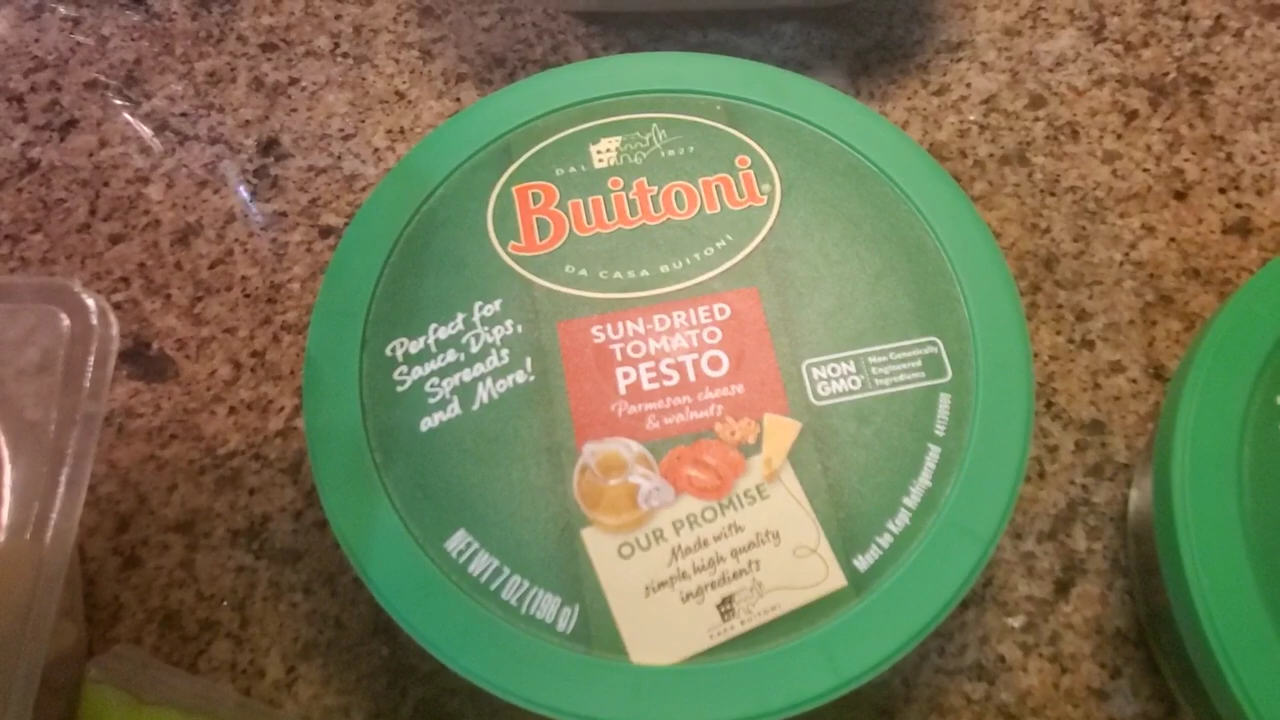 DAL 1827
Buitoni
DA CASA BUITONI
Perfect for
Sauce, Dips,
Spreads
and More!
SUN-DRIED
TOMATO
PESTO
Parmesan cheese
& walnuts
NON
GMO
Non Genetically
Engineered
Ingredients
OUR PROMISE
Made with
simple, high quality
ingredients
CASA BUITONI
NET WT 7 OZ (198 g)
Must be Kept Refrigerated